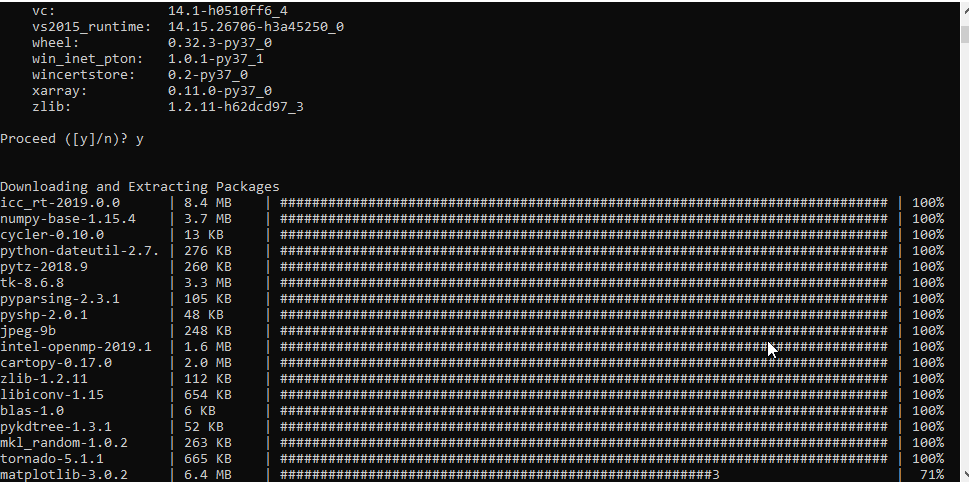 vc: 14.1-h0510ff6_4
vs2015_runtime: 14.15.26706-h3a45250_0
wheel: 0.32.3-py37_0
win_inet_pton: 1.0.1-py37_1
wincertstore: 0.2-py37_0
xarray: 0.11.0-py37_0
zlib: 1.2.11-h62dcd97_3
Proceed ([y]/n)? y
Downloading and Extracting Packages
icc_rt-2019.0.0 | 8.4 MB | ############################################################################ | 100%
numpy-base-1.15.4 | 3.7 MB | ############################################################################ | 100%
cycler-0.10.0 | 13 KB | ############################################################################ | 100%
python-dateutil-2.7. | 276 KB | ############################################################################ | 100%
pytz-2018.9 | 260 KB | ############################################################################ | 100%
tk-8.6.8 | 3.3 MB | ############################################################################ | 100%
pyparsing-2.3.1 | 105 KB | ############################################################################ | 100%
pyshp-2.0.1 | 48 KB | ############################################################################ | 100%
jpeg-9b | 248 KB | ############################################################################ | 100%
intel-openmp-2019.1 | 1.6 MB | ############################################################################ | 100%
cartopy-0.17.0 | 2.0 MB | ############################################################################ | 100%
zlib-1.2.11 | 112 KB | ############################################################################ | 100%
libiconv-1.15 | 654 KB | ############################################################################ | 100%
blas-1.0 | 6 KB | ############################################################################ | 100%
pykdtree-1.3.1 | 52 KB | ############################################################################ | 100%
mkl_random-1.0.2 | 263 KB | ############################################################################ | 100%
tornado-5.1.1 | 665 KB | ############################################################################ | 100%
matplotlib-3.0.2 | 6.4 MB | ######################################################3 | 71%